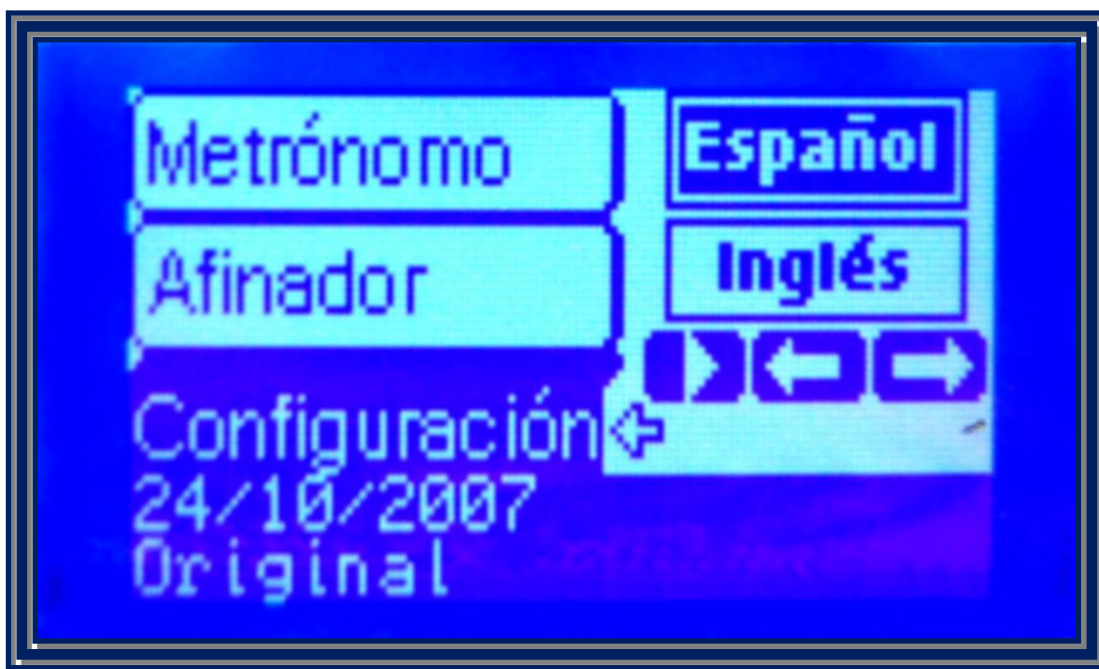 Metrónomo
Español
Afinador
Inglés
Configuración
24/10/2007
Original